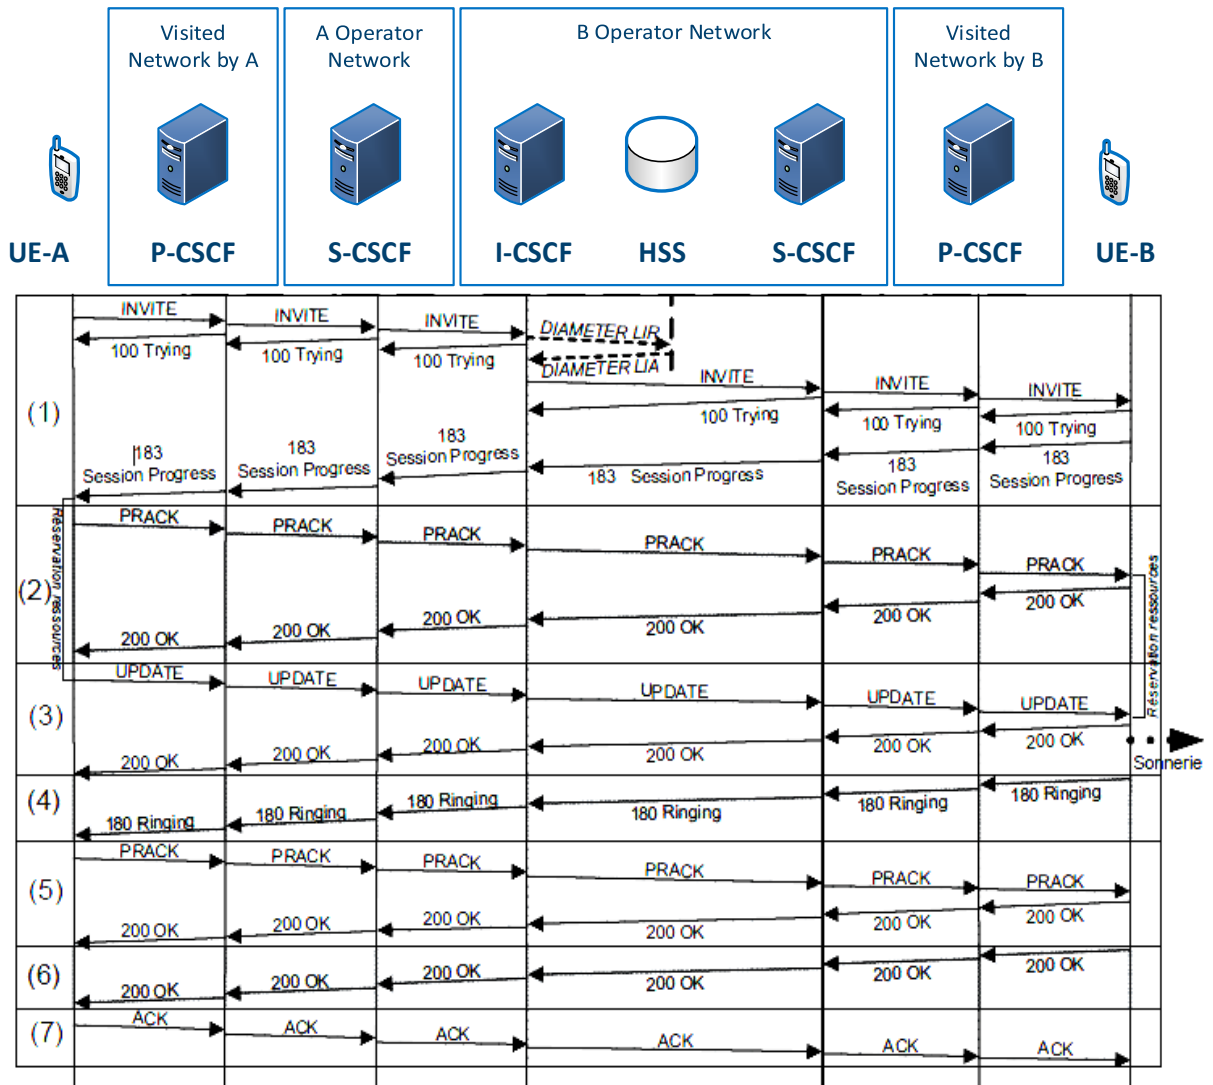 Visited
Network by A
A Operator
Network
B Operator Network
Visited
Network by B
UE-A
P-CSCF
S-CSCF
I-CSCF
HSS
S-CSCF
P-CSCF
UE-B
(1)
INVITE
INVITE
INVITE
DIAMETER LIR
100 Trying
100 Trying
100 Trying
DIAMETER LIA
INVITE
INVITE
INVITE
100 Trying
100 Trying
100 Trying
183
Session Progress
183
Session Progress
183
Session Progress
183 Session Progress
183
Session Progress
183
Session Progress
(2)
Réservation ressources
PRACK
PRACK
PRACK
PRACK
PRACK
PRACK
200 OK
200 OK
200 OK
200 OK
200 OK
200 OK
Réservation ressources
(3)
UPDATE
UPDATE
UPDATE
UPDATE
UPDATE
UPDATE
200 OK
200 OK
200 OK
200 OK
200 OK
200 OK
Sonnerie
(4)
180 Ringing
180 Ringing
180 Ringing
180 Ringing
180 Ringing
180 Ringing
(5)
PRACK
PRACK
PRACK
PRACK
PRACK
PRACK
200 OK
200 OK
200 OK
200 OK
200 OK
200 OK
(6)
200 OK
200 OK
200 OK
200 OK
200 OK
200 OK
(7)
ACK
ACK
ACK
ACK
ACK
ACK